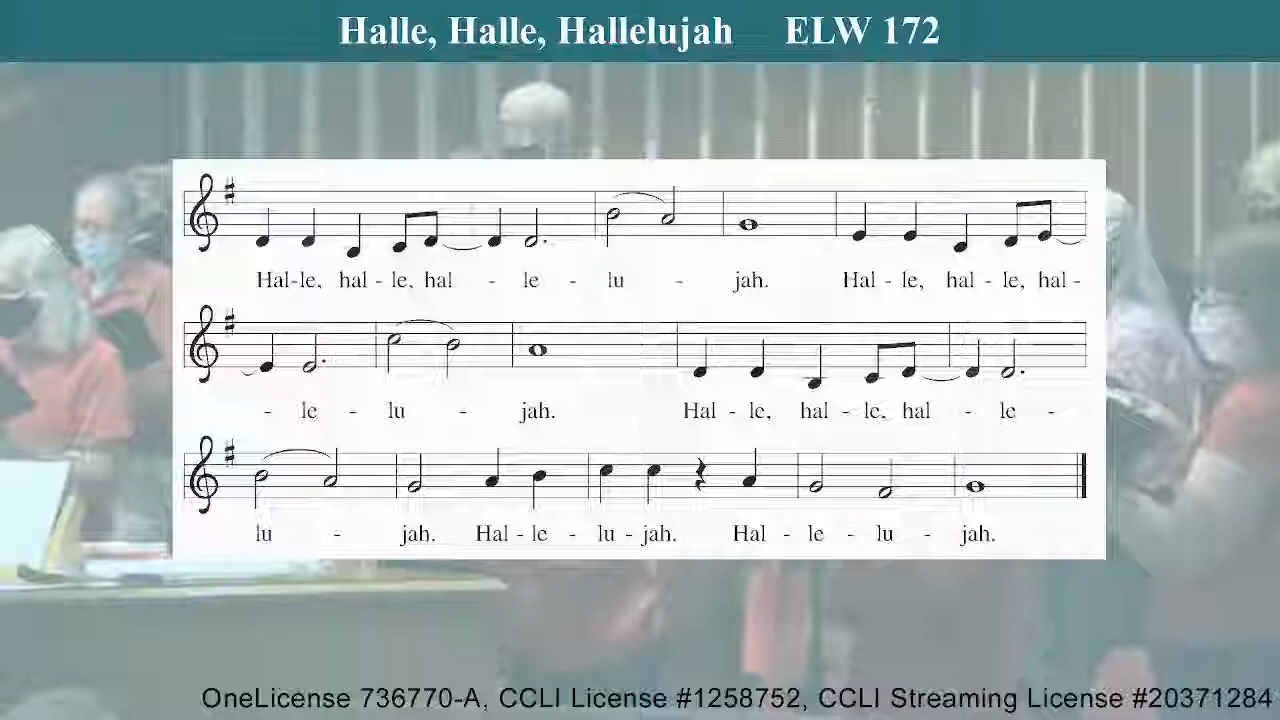 Halle, Halle, Hallelujah ELW 172
Hal-le, hal - le, hal - le - lu - jah. Hal - le, hal - le, hal -
- le - lu - jah. Hal - le, hal - le, hal - le -
lu - jah. Hal - le - lu - jah. Hal - le - lu - jah.
OneLicense 736770-A, CCLI License #1258752, CCLI Streaming License #20371284